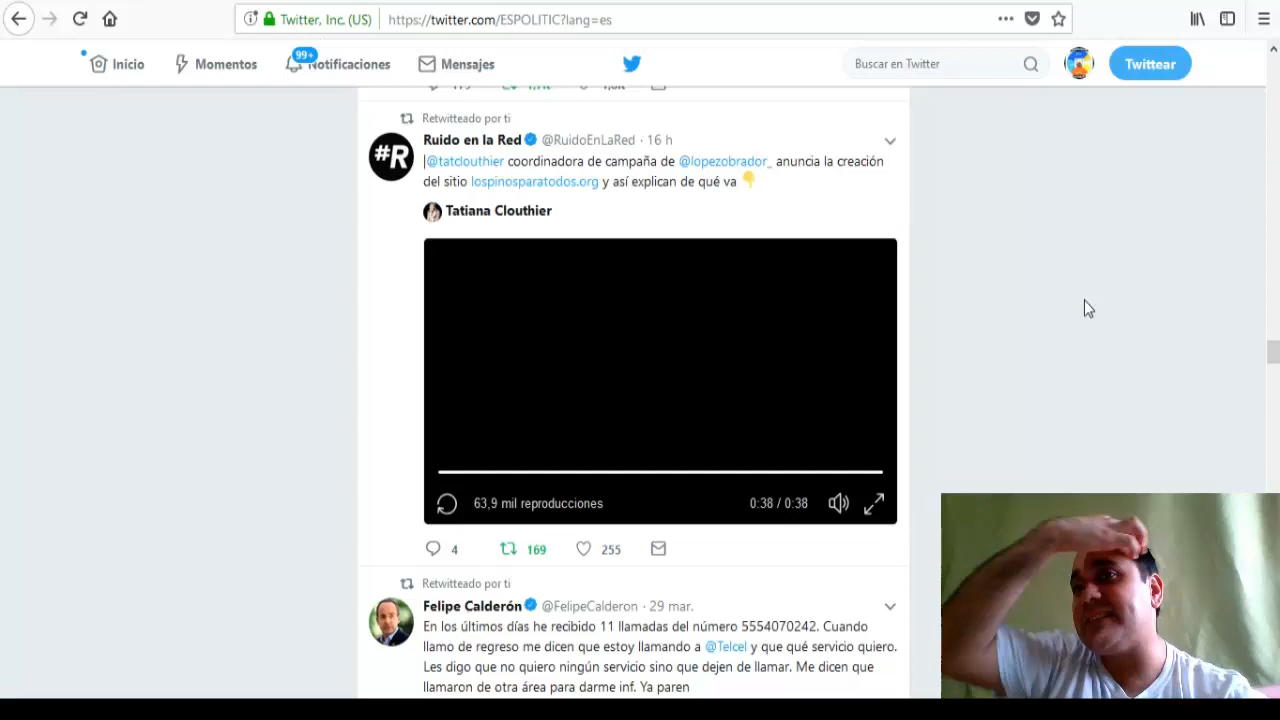 Twitter, Inc. (US)
https://twitter.com/ESPOLITIC?lang=es
Inicio
Momentos
99+
Notificaciones
Mensajes
Buscar en Twitter
Twittear
Retwitteado por ti
#R
Ruido en la Red @RuidoEnLaRed · 16 h
|@tatclouthier coordinadora de campaña de @lopezobrador_ anuncia la creación
del sitio lospinosparatodos.org y así explican de qué va 👇
Tatiana Clouthier
63,9 mil reproducciones
0:38 / 0:38
4
169
255
Retwitteado por ti
Felipe Calderón @FelipeCalderon · 29 mar.
En los últimos días he recibido 11 llamadas del número 5554070242. Cuando
llamo de regreso me dicen que estoy llamando a @Telcel y que qué servicio quiero.
Les digo que no quiero ningún servicio sino que dejen de llamar. Me dicen que
llamaron de otra área para darme inf. Ya paren